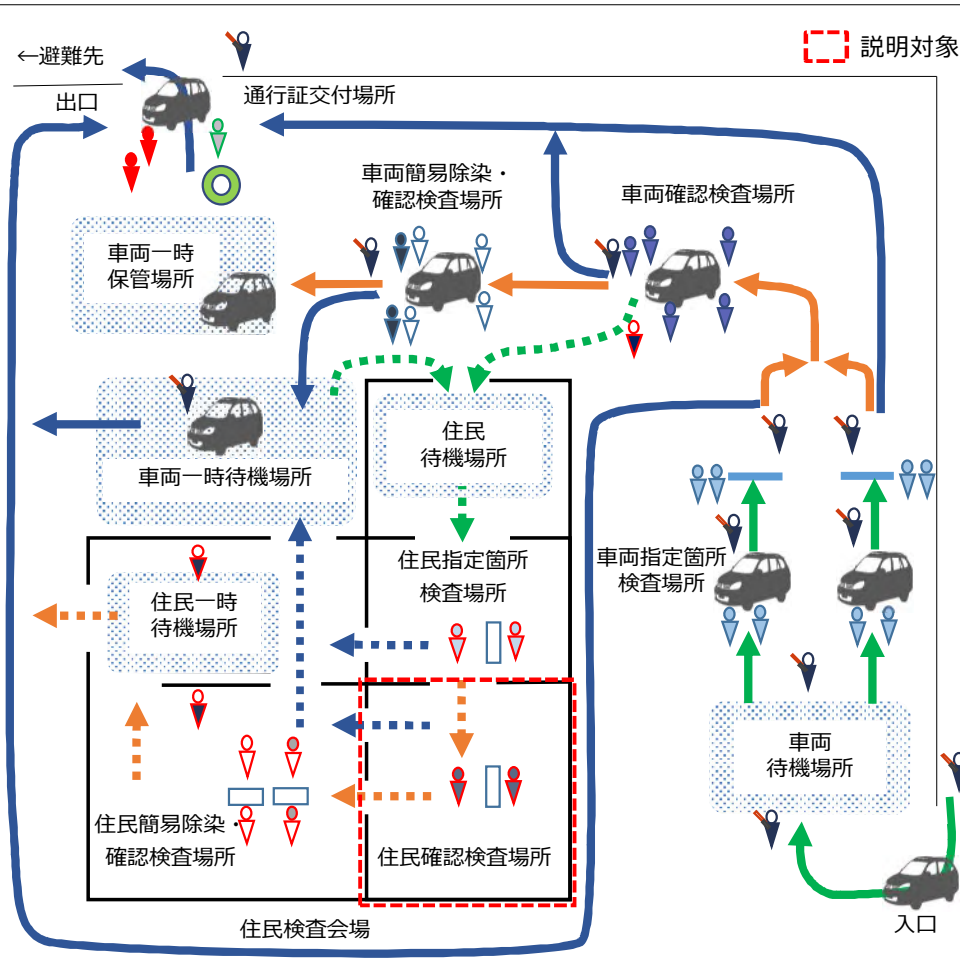 ←避難先
出口
通行証交付場所
説明対象
車両簡易除染・
確認検査場所
車両確認検査場所
車両一時
保管場所
住民
待機場所
車両一時待機場所
住民指定箇所
検査場所
車両指定箇所
検査場所
住民一時
待機場所
車両
待機場所
住民簡易除染・
確認検査場所
住民確認検査場所
入口
住民検査会場